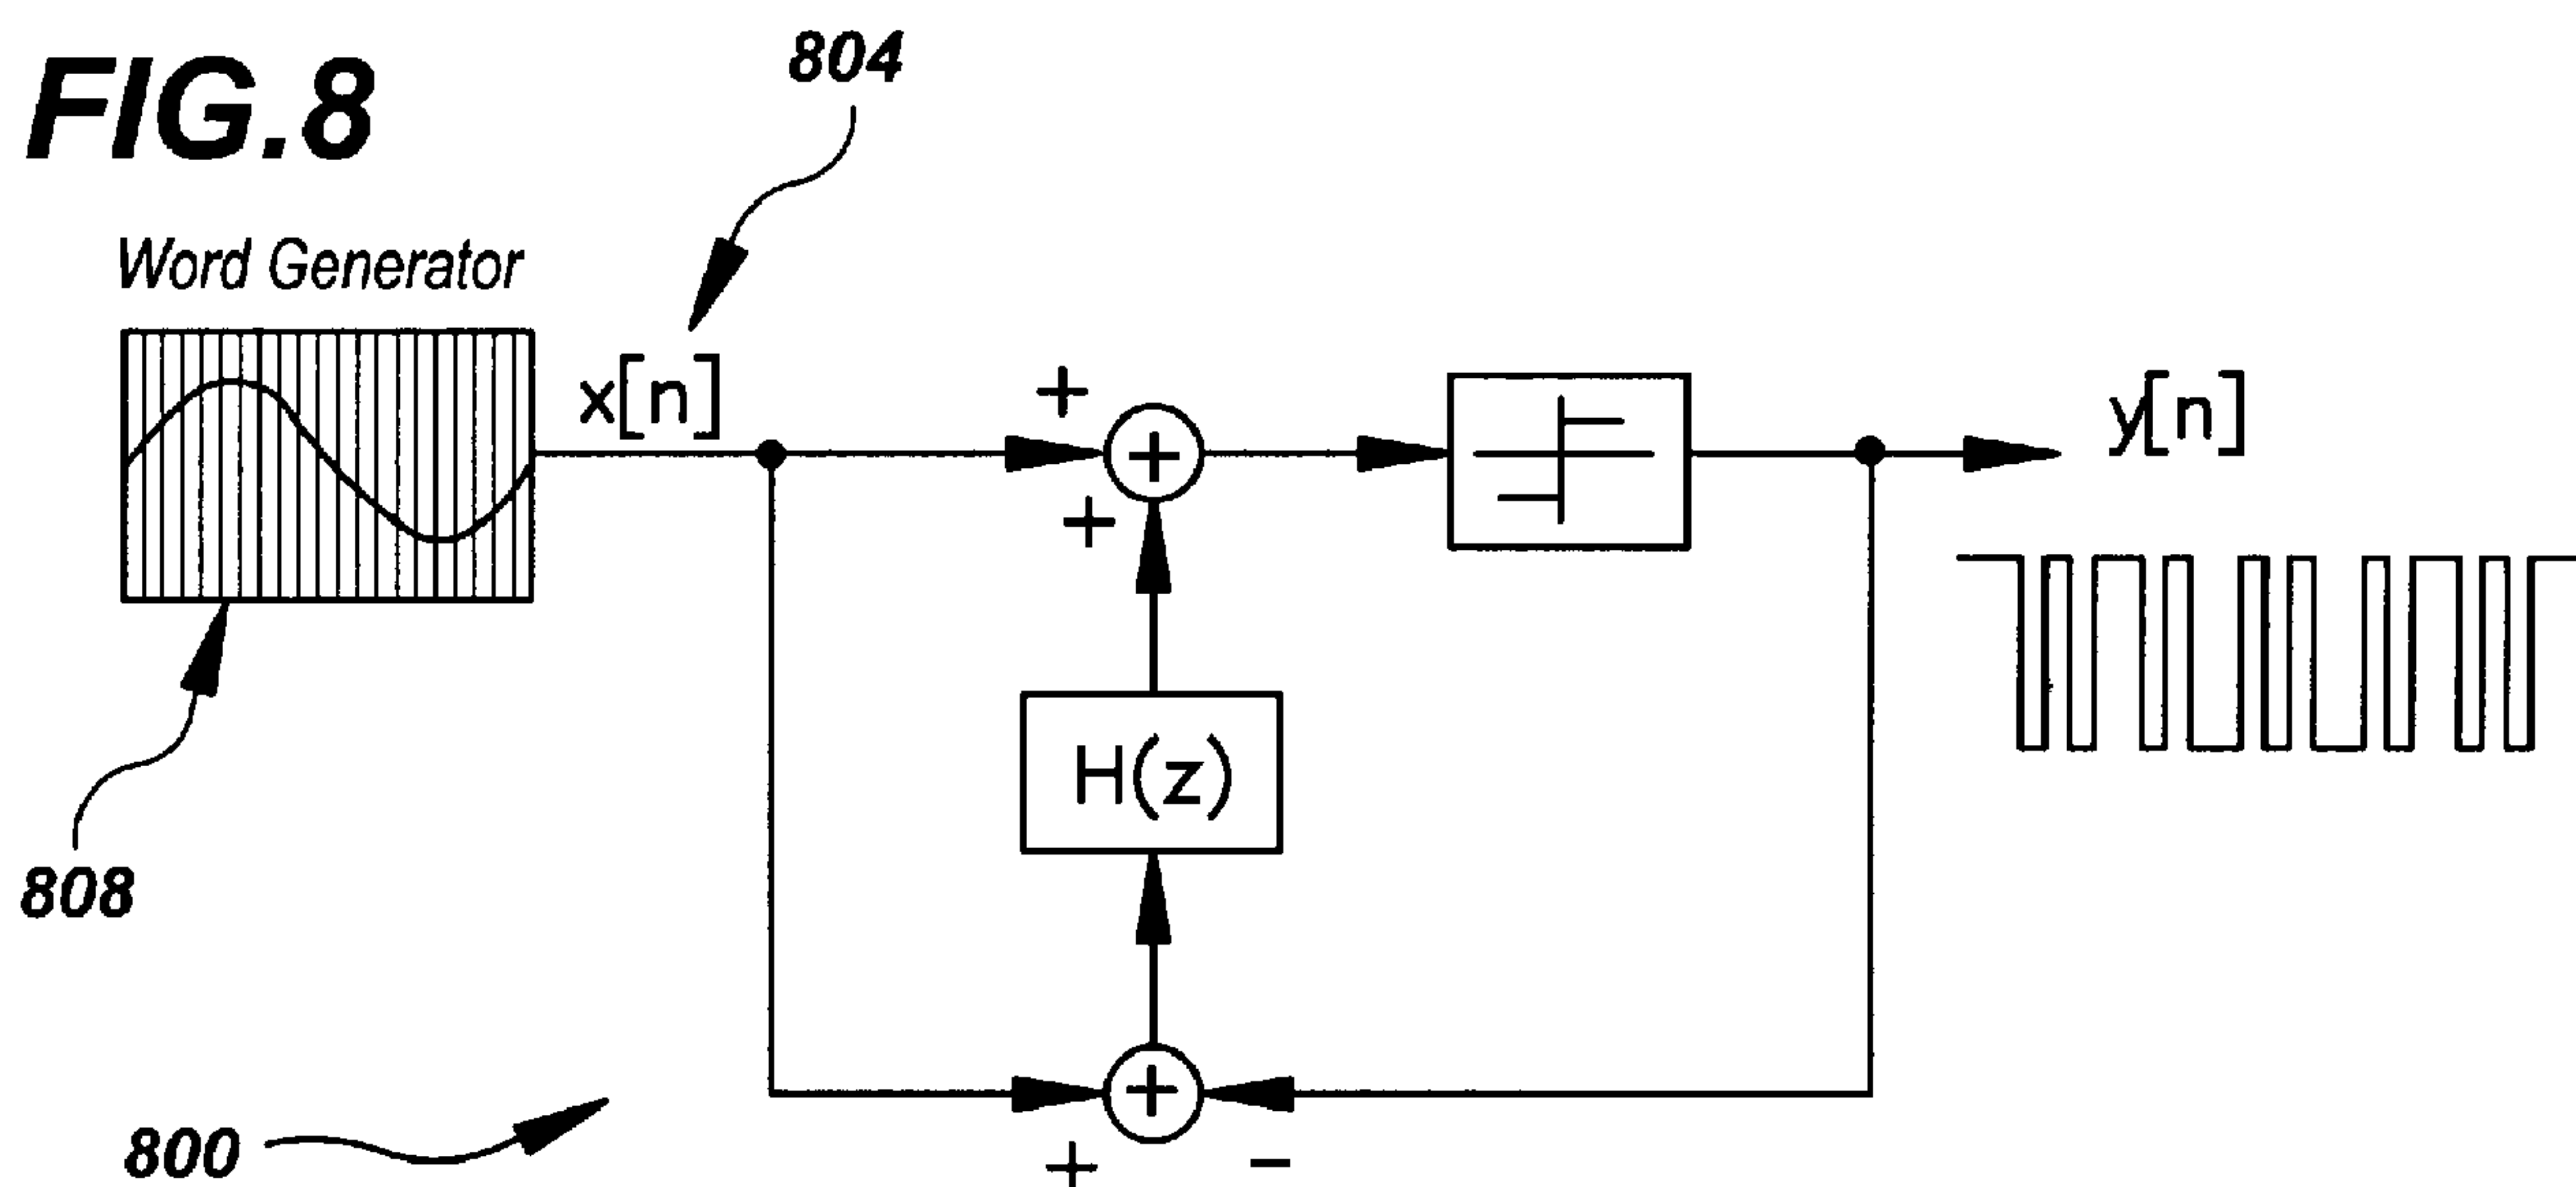 FIG.8
804
Word Generator
x[n]
+
+
+
y[n]
H(z)
808
+
800
+
−